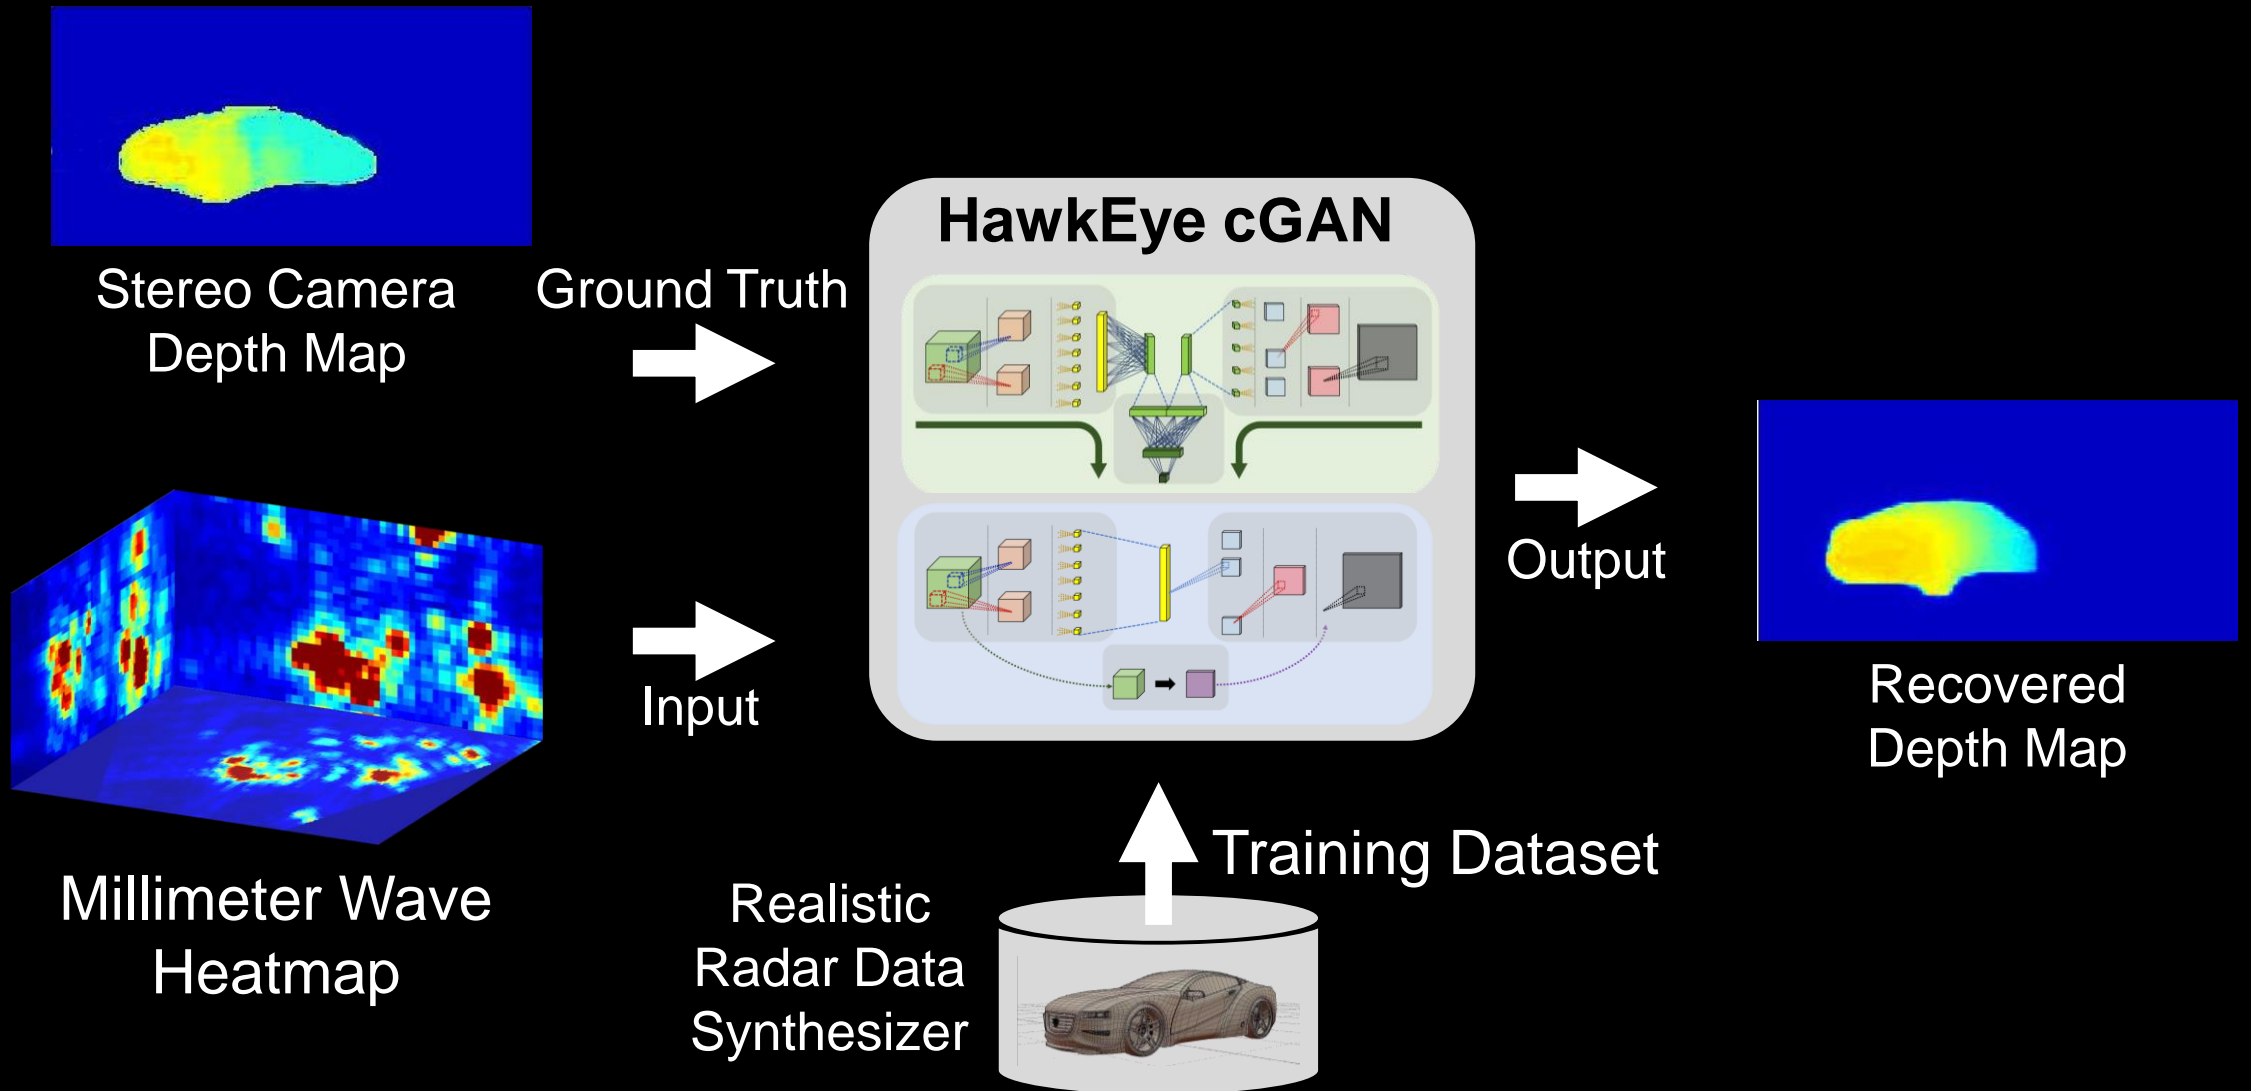 HawkEye cGAN
Stereo Camera
Depth Map
Ground Truth
Millimeter Wave
Heatmap
Input
Output
Recovered
Depth Map
Training Dataset
Realistic
Radar Data
Synthesizer